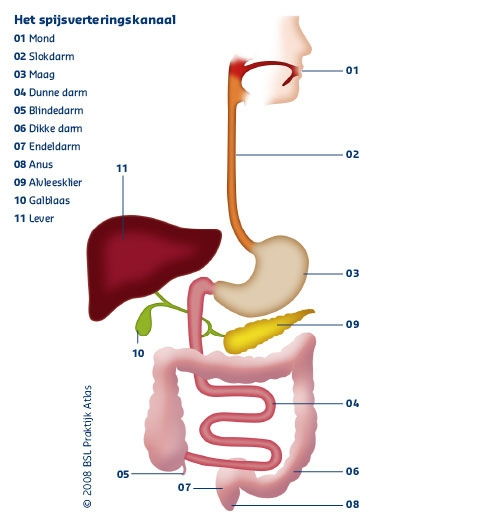 Het spijsverteringskanaal
01 Mond
02 Slokdarm
03 Maag
04 Dunne darm
05 Blindedarm
06 Dikke darm
07 Endeldarm
08 Anus
09 Alvleesklier
10 Galblaas
11 Lever
01
02
11
03
09
10
04
05
06
07
08
© 2008 BSL Praktijk Atlas